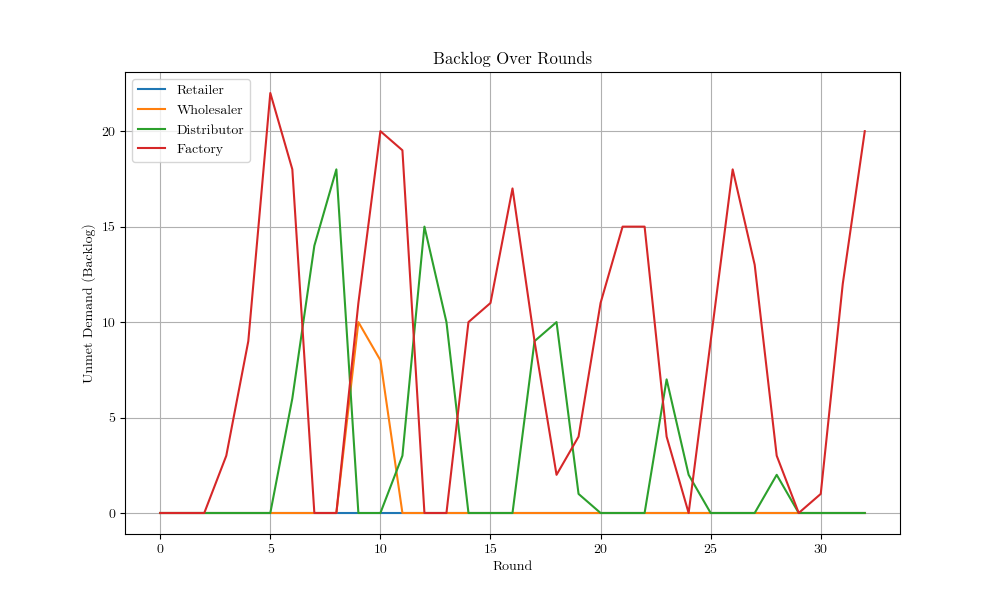 Backlog Over Rounds
Retailer
Wholesaler
Distributor
Factory
Unmet Demand (Backlog)
20
15
10
5
0
0 5 10 15 20 25 30
Round